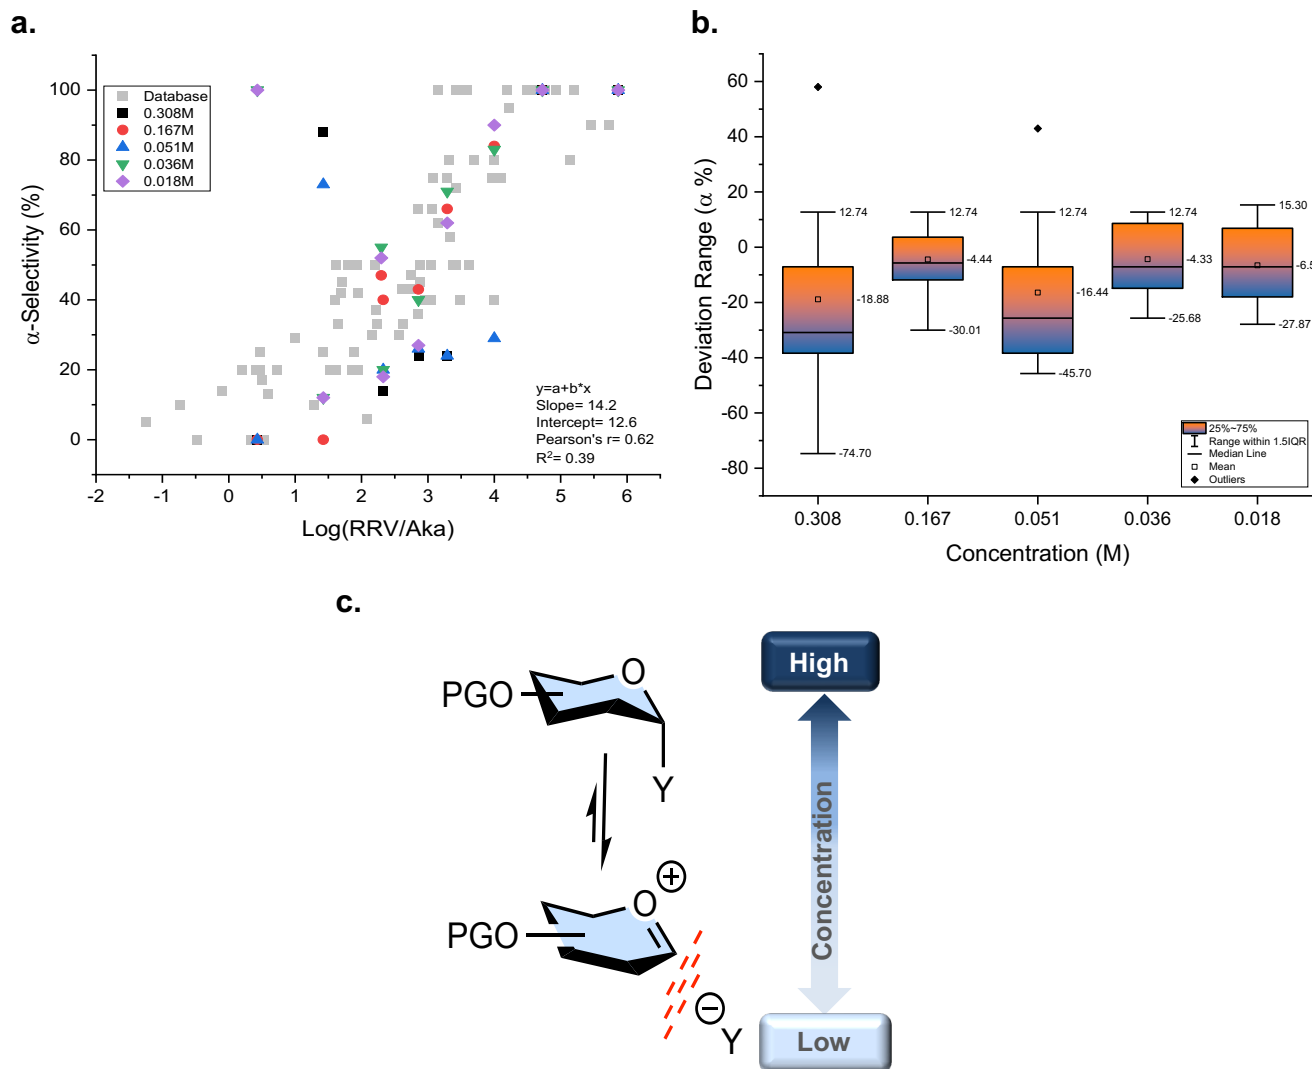 a.
α-Selectivity (%)
100
80
60
40
20
0
-2
-1
0
1
2
3
4
5
6
Log(RRV/Aka)
Database
0.308M
0.167M
0.051M
0.036M
0.018M
y=a+b*x
Slope= 14.2
Intercept= 12.6
Pearson's r= 0.62
R²= 0.39
b.
Deviation Range (α %)
60
40
20
0
-20
-40
-60
-80
12.74
-18.88
-74.70
12.74
-4.44
-30.01
12.74
-16.44
-45.70
12.74
-4.33
-25.68
15.30
-6.5
-27.87
25%~75%
Range within 1.5IQR
Median Line
Mean
Outliers
0.308
0.167
0.051
0.036
0.018
Concentration (M)
c.
O
PGO
Y
+
O
PGO
−
Y
High
Concentration
Low